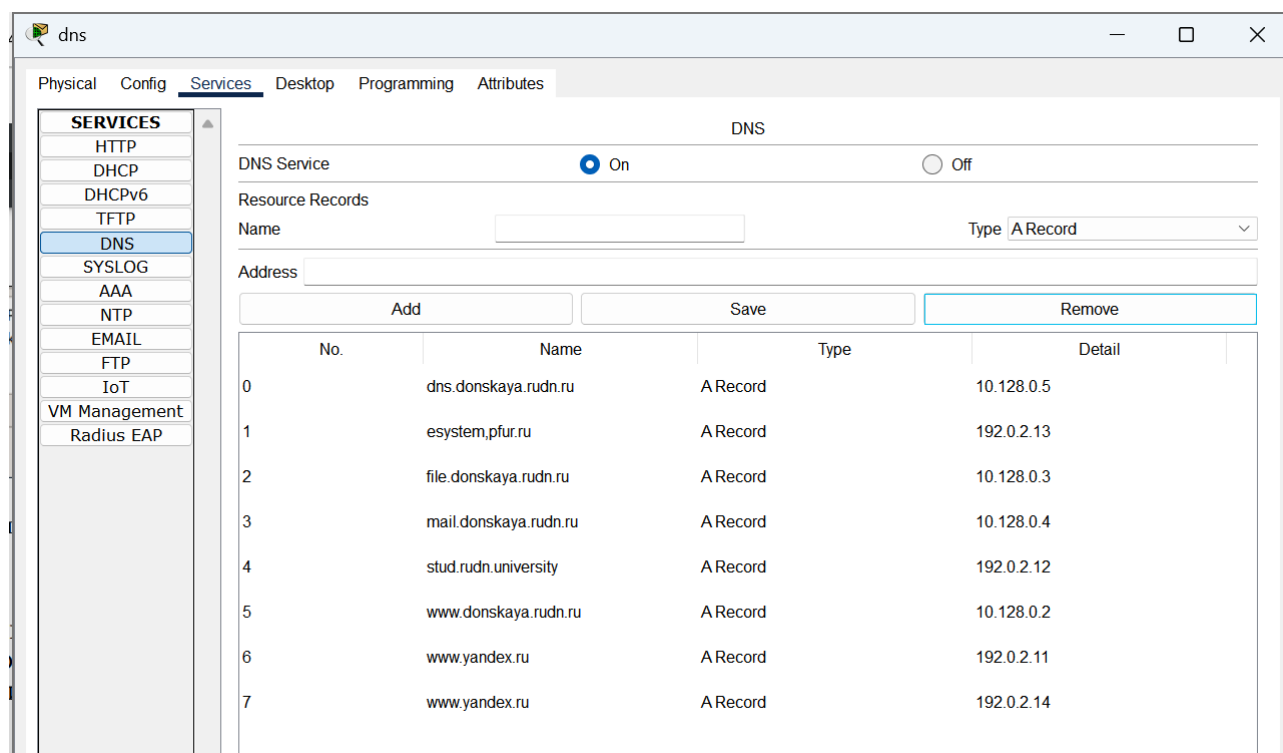 dns
Physical Config Services Desktop Programming Attributes
SERVICES
HTTP
DHCP
DHCPv6
TFTP
DNS
SYSLOG
AAA
NTP
EMAIL
FTP
IoT
VM Management
Radius EAP
DNS
DNS Service On Off
Resource Records
Name Type A Record
Address
Add Save Remove
No. Name Type Detail
0 dns.donskaya.rudn.ru A Record 10.128.0.5
1 esystem,pfur.ru A Record 192.0.2.13
2 file.donskaya.rudn.ru A Record 10.128.0.3
3 mail.donskaya.rudn.ru A Record 10.128.0.4
4 stud.rudn.university A Record 192.0.2.12
5 www.donskaya.rudn.ru A Record 10.128.0.2
6 www.yandex.ru A Record 192.0.2.11
7 www.yandex.ru A Record 192.0.2.14